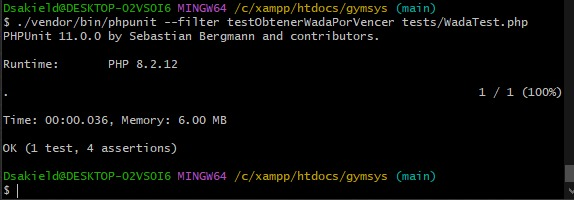 Dsakield@DESKTOP-O2VSOI6 MINGW64 /c/xampp/htdocs/gymsys (main)
$ ./vendor/bin/phpunit --filter testObtenerWadaPorVencer tests/WadaTest.php
PHPUnit 11.0.0 by Sebastian Bergmann and contributors.
Runtime:       PHP 8.2.12
.                                                                   1 / 1 (100%)
Time: 00:00.036, Memory: 6.00 MB
OK (1 test, 4 assertions)
Dsakield@DESKTOP-O2VSOI6 MINGW64 /c/xampp/htdocs/gymsys (main)
$